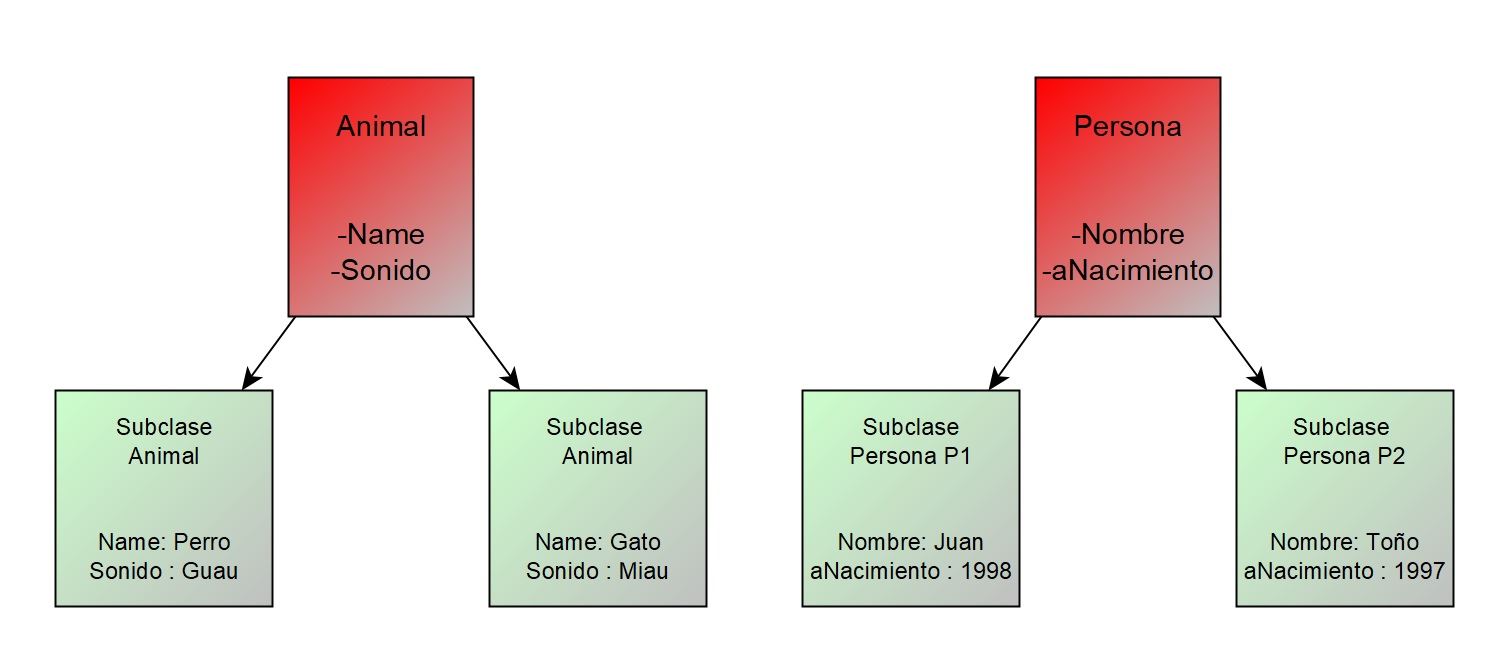 Animal
-Name
-Sonido
Persona
-Nombre
-aNacimiento
Subclase
Animal
Name: Perro
Sonido : Guau
Subclase
Animal
Name: Gato
Sonido : Miau
Subclase
Persona P1
Nombre: Juan
aNacimiento : 1998
Subclase
Persona P2
Nombre: Toño
aNacimiento : 1997